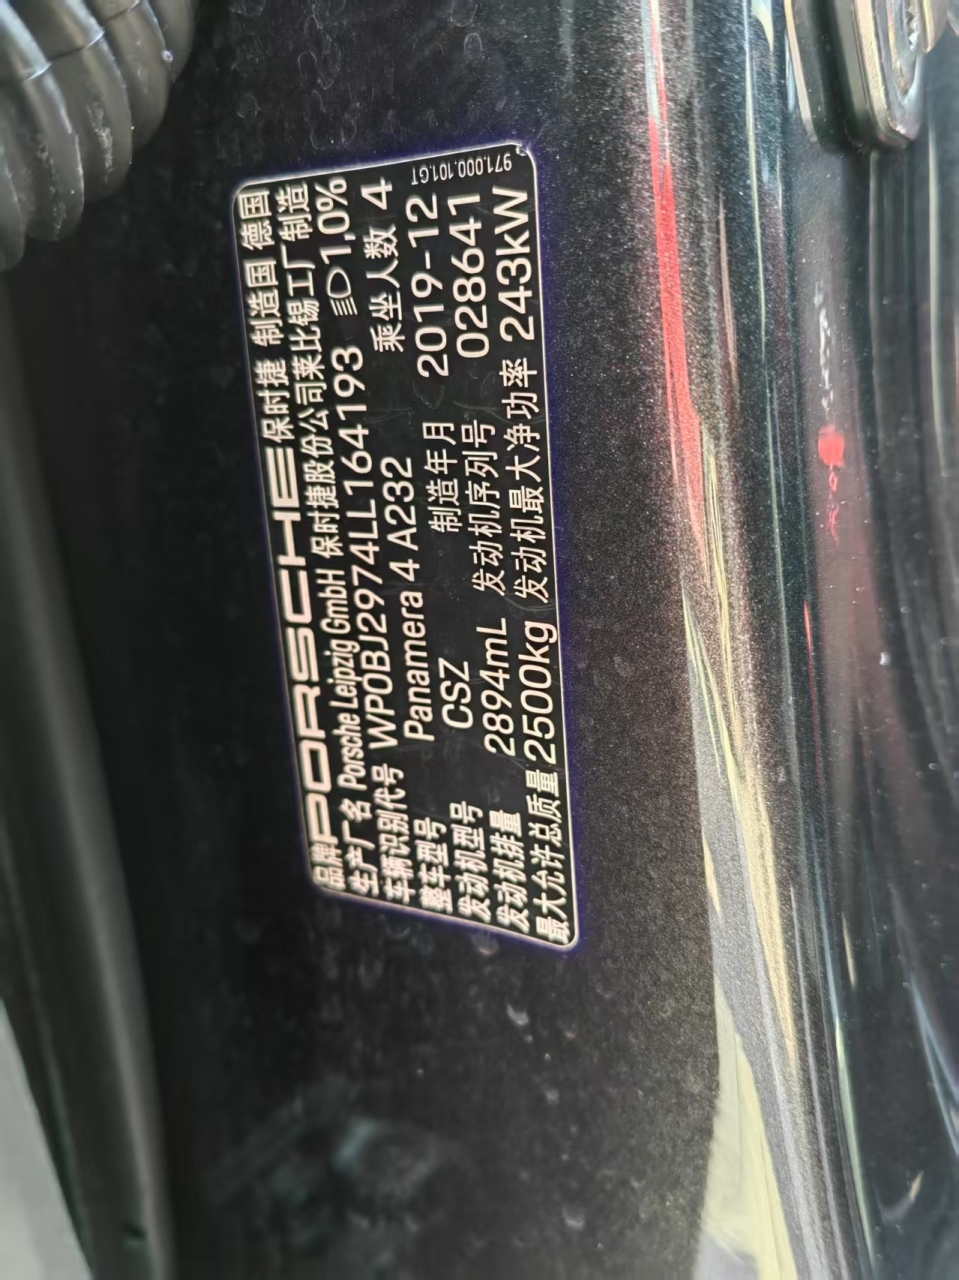 品牌 PORSCHE 保时捷 制造国 德国
生产厂名 Porsche Leipzig GmbH 保时捷股份公司莱比锡工厂制造
车辆识别代号 WP0BJ2974LL164193 1,0%
整车型号 Panamera 4 A232 乘坐人数 4
发动机型号 CSZ 制造年月 2019-12
发动机排量 2894mL 发动机序列号 028641
最大允许总质量 2500kg 发动机最大净功率 243kW
971.000.101.GT